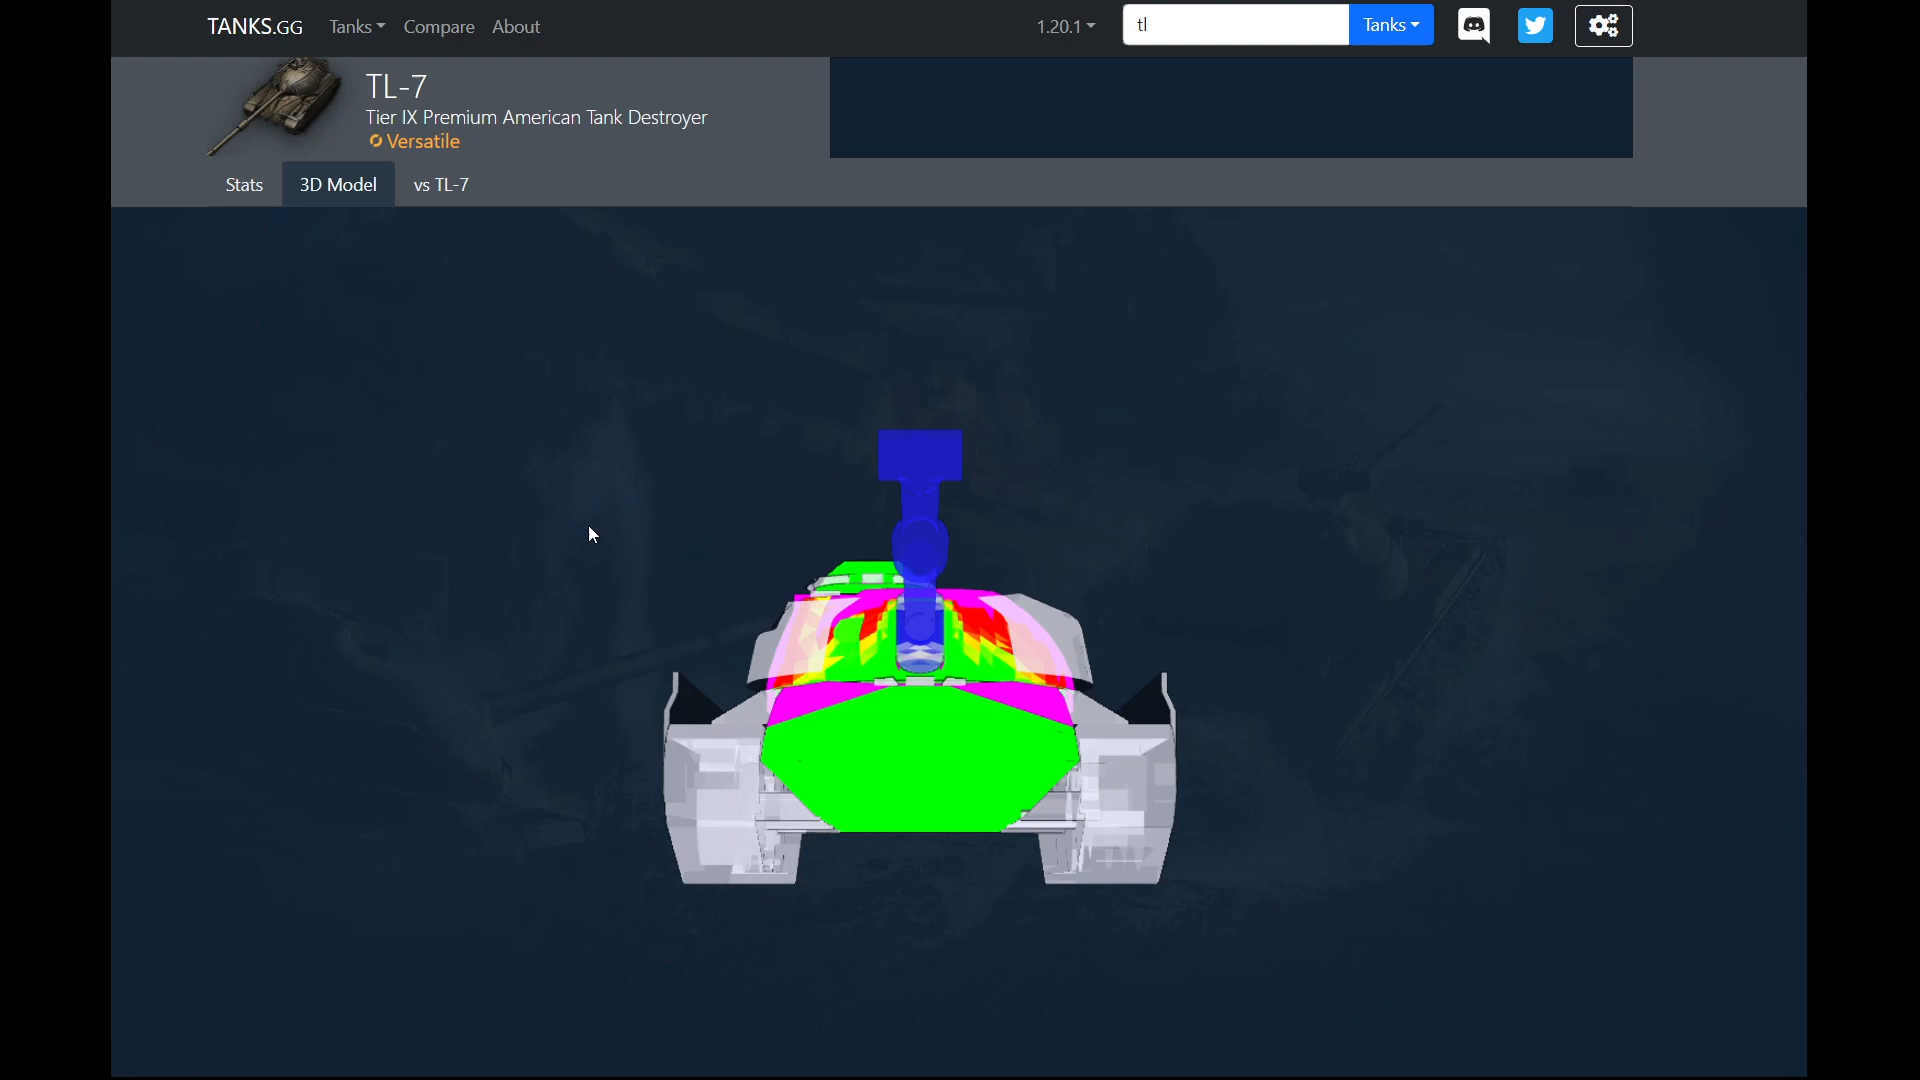 TANKS.GG Tanks Compare About 1.20.1 tl Tanks
TL-7
Tier IX Premium American Tank Destroyer
Versatile
Stats 3D Model vs TL-7